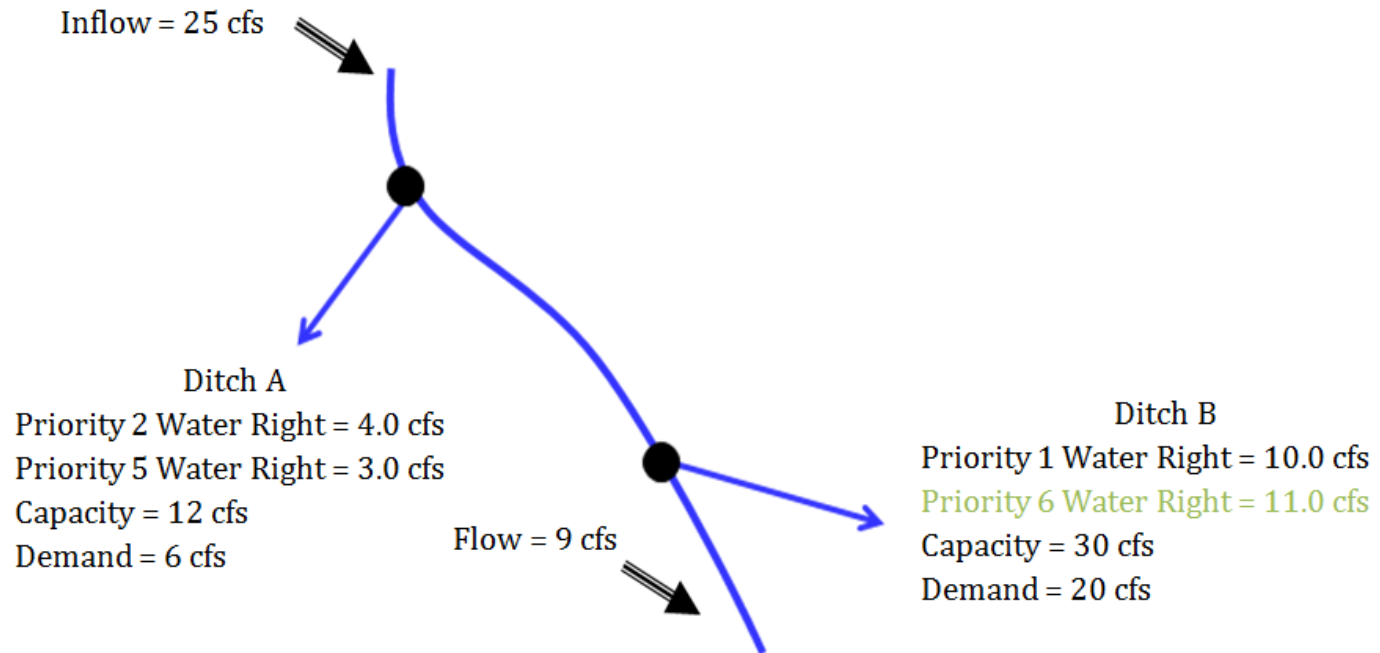 Inflow = 25 cfs
Ditch A
Priority 2 Water Right = 4.0 cfs
Priority 5 Water Right = 3.0 cfs
Capacity = 12 cfs
Demand = 6 cfs
Flow = 9 cfs
Ditch B
Priority 1 Water Right = 10.0 cfs
Priority 6 Water Right = 11.0 cfs
Capacity = 30 cfs
Demand = 20 cfs